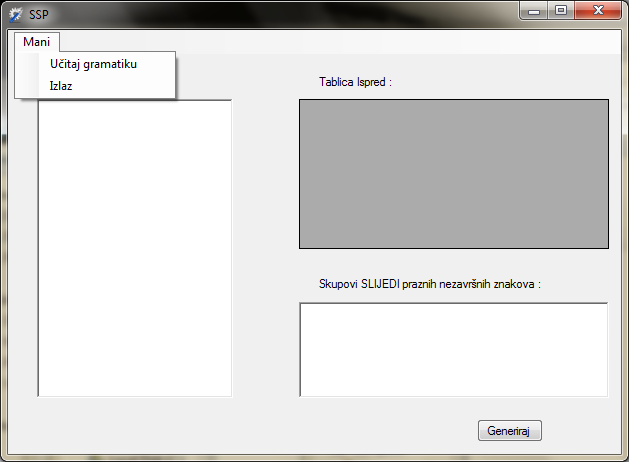 SSP
Mani
Učitaj gramatiku
Izlaz
Tablica Ispred :
Skupovi SLIJEDI praznih nezavršnih znakova :
Generiraj